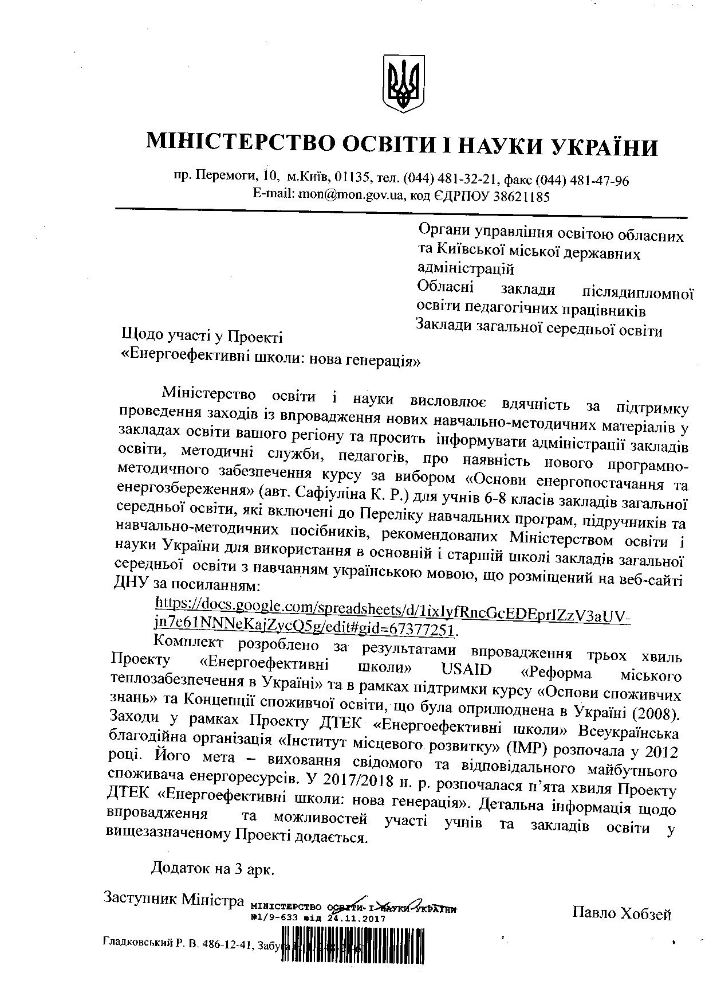 МІНІСТЕРСТВО ОСВІТИ І НАУКИ УКРАЇНИ
пр. Перемоги, 10, м.Київ, 01135, тел. (044) 481-32-21, факс (044) 481-47-96
E-mail: mon@mon.gov.ua, код ЄДРПОУ 38621185
Органи управління освітою обласних
та Київської міської державних
адміністрацій
Обласні заклади післядипломної
освіти педагогічних працівників
Заклади загальної середньої освіти
Щодо участі у Проекті
«Енергоефективні школи: нова генерація»
Міністерство освіти і науки висловлює вдячність за підтримку
проведення заходів із впровадження нових навчально-методичних матеріалів у
закладах освіти вашого регіону та просить інформувати адміністрації закладів
освіти, методичні служби, педагогів, про наявність нового програмно-
методичного забезпечення курсу за вибором «Основи енергопостачання та
енергозбереження» (авт. Сафіуліна К. Р.) для учнів 6-8 класів закладів загальної
середньої освіти, які включені до Переліку навчальних програм, підручників та
навчально-методичних посібників, рекомендованих Міністерством освіти і
науки України для використання в основній і старшій школі закладів загальної
середньої освіти з навчанням українською мовою, що розміщений на веб-сайті
ДНУ за посиланням:
https://docs.google.com/spreadsheets/d/1ixIyfRncGcEDEprJZzV3aUV-
jn7e61NNNeKajZycQ5g/edit#gid=67377251.
Комплект розроблено за результатами впровадження трьох хвиль
Проекту «Енергоефективні школи» USAID «Реформа міського
теплозабезпечення в Україні» та в рамках підтримки курсу «Основи споживчих
знань» та Концепції споживчої освіти, що була оприлюднена в Україні (2008).
Заходи у рамках Проекту ДТЕК «Енергоефективні школи» Всеукраїнська
благодійна організація «Інститут місцевого розвитку» (ІМР) розпочала у 2012
році. Його мета – виховання свідомого та відповідального майбутнього
споживача енергоресурсів. У 2017/2018 н. р. розпочалася п’ята хвиля Проекту
ДТЕК «Енергоефективні школи: нова генерація». Детальна інформація щодо
впровадження та можливостей участі учнів та закладів освіти у
вищезазначеному Проекті додається.
Додаток на 3 арк.
Заступник Міністра
МІНІСТЕРСТВО ОСВІТИ І НАУКИ УКРАЇНИ
№1/9-633 від 24.11.2017
Павло Хобзей
Гладковський Р. В. 486-12-41,